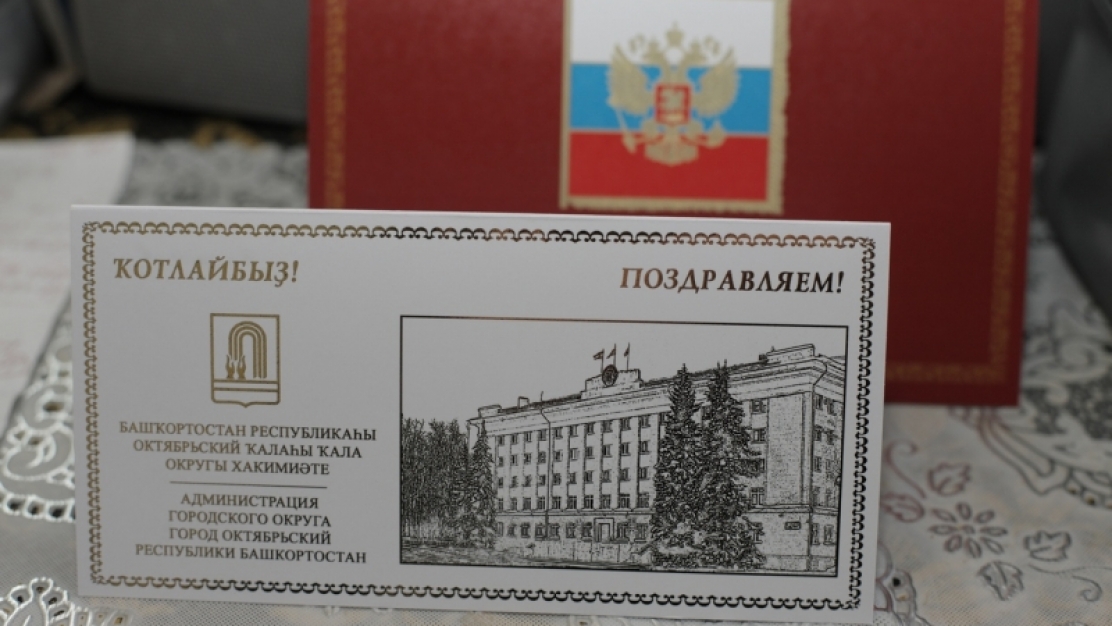 ҠОТЛАЙБЫҘ!
ПОЗДРАВЛЯЕМ!
БАШҠОРТОСТАН РЕСПУБЛИКАҺЫ
ОКТЯБРЬСКИЙ ҠАЛАҺЫ ҠАЛА
ОКРУГЫ ХАКИМИӘТЕ
АДМИНИСТРАЦИЯ
ГОРОДСКОГО ОКРУГА
ГОРОД ОКТЯБРЬСКИЙ
РЕСПУБЛИКИ БАШКОРТОСТАН